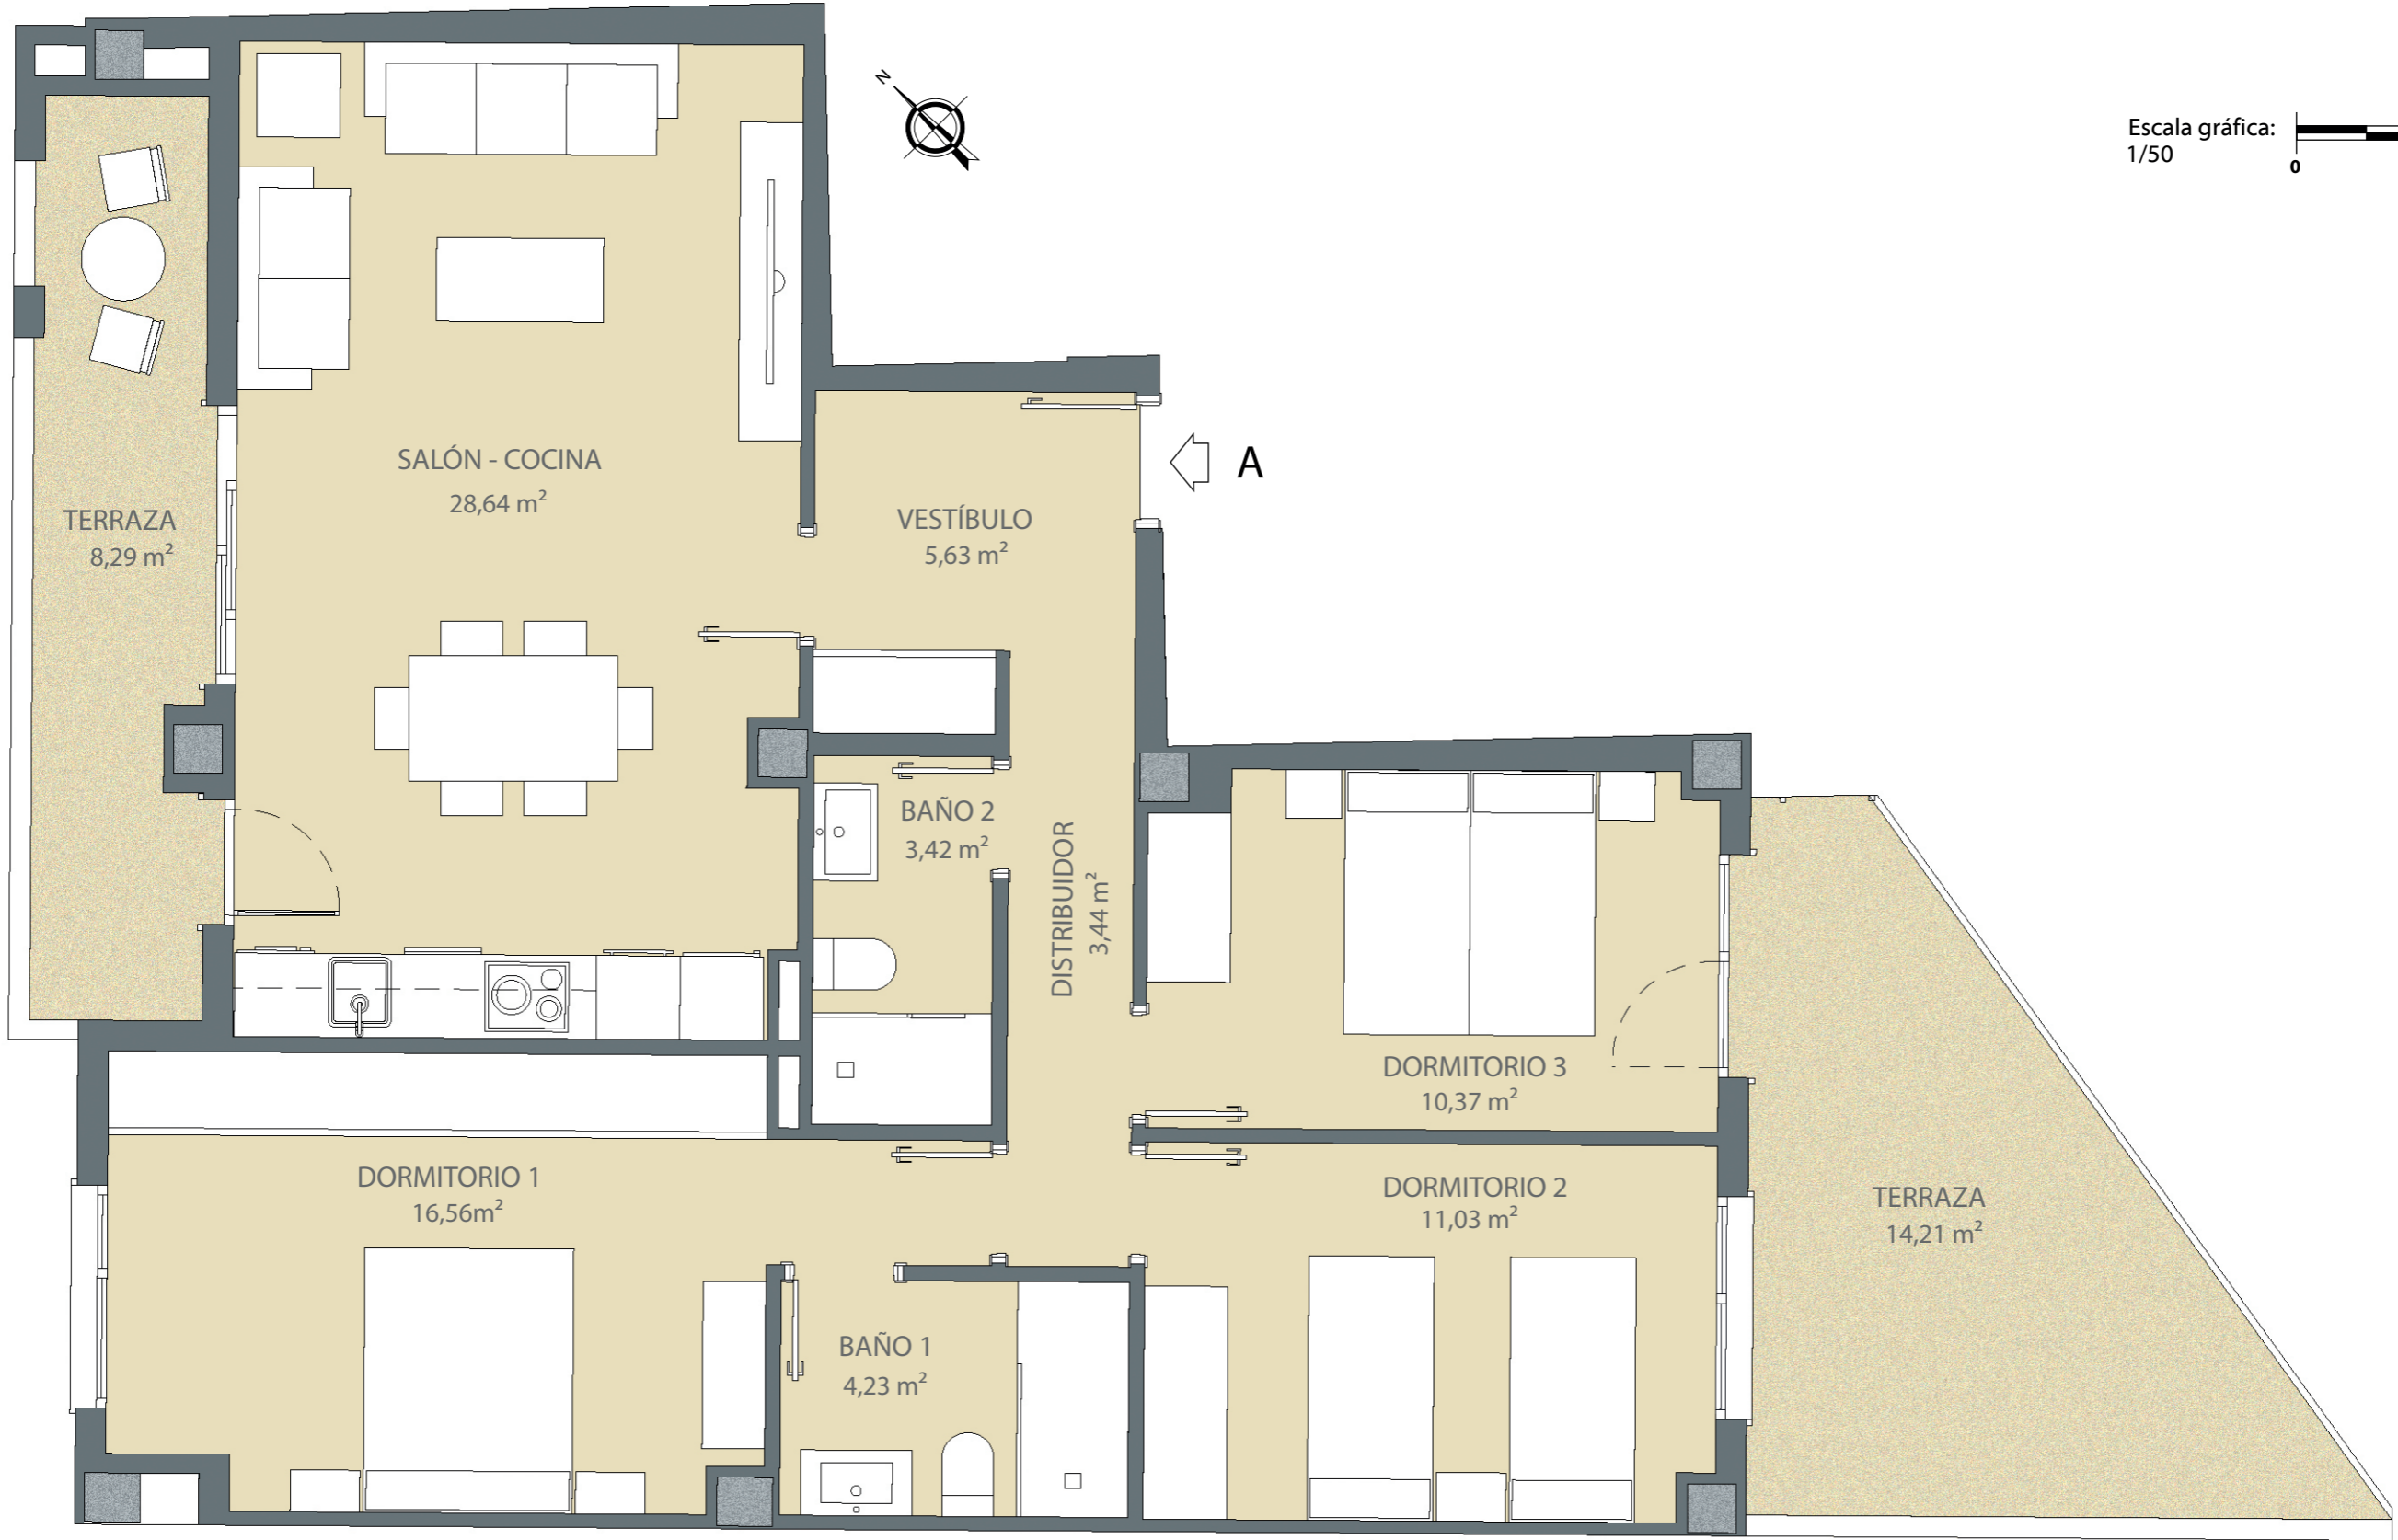 N
Escala gráfica:
1/50
0
SALÓN - COCINA
28,64 m²
A
TERRAZA
8,29 m²
VESTÍBULO
5,63 m²
BAÑO 2
3,42 m²
DISTRIBUIDOR
3,44 m²
DORMITORIO 3
10,37 m²
DORMITORIO 1
16,56m²
DORMITORIO 2
11,03 m²
TERRAZA
14,21 m²
BAÑO 1
4,23 m²